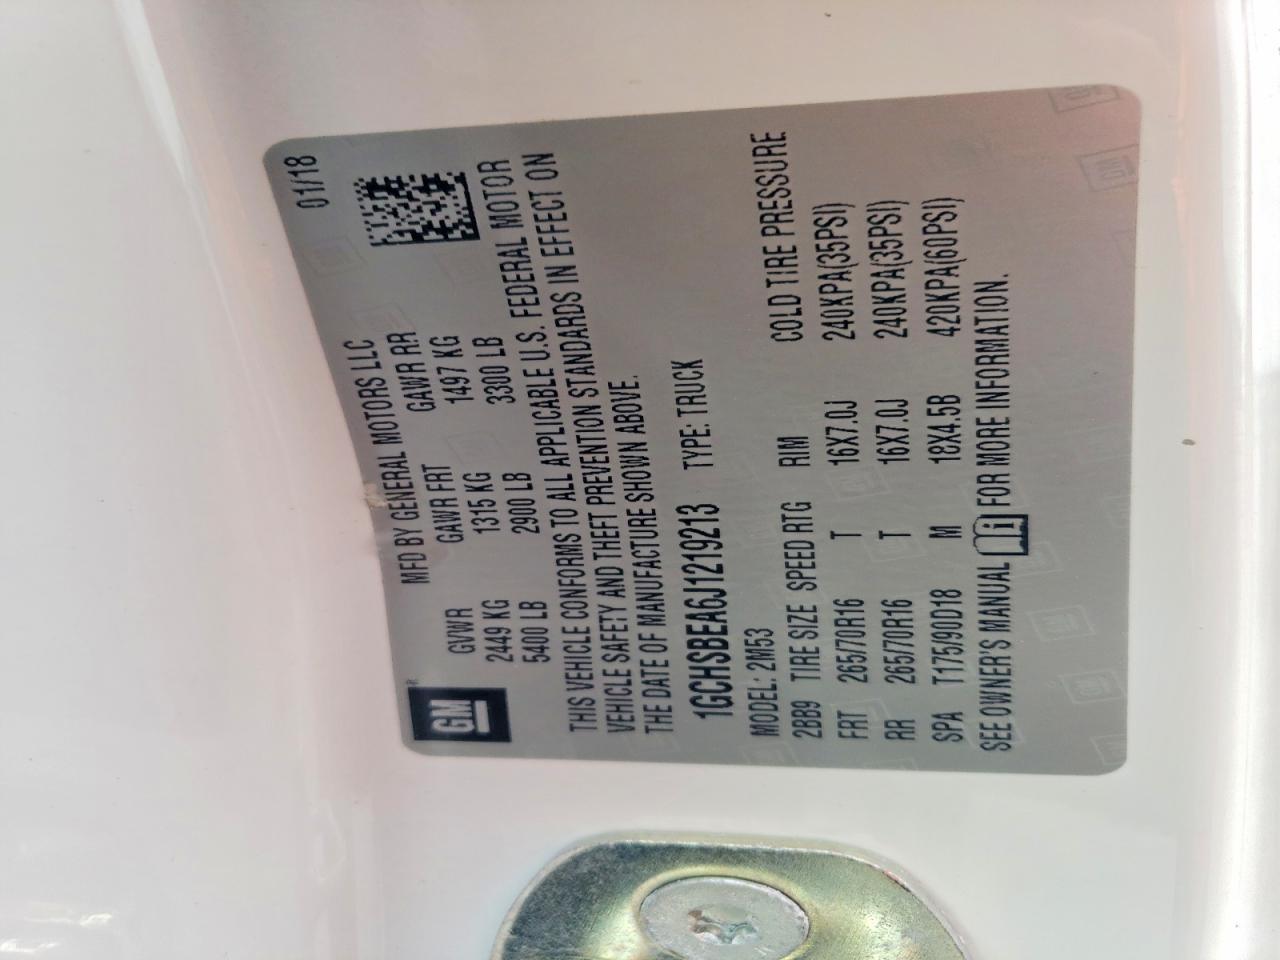 01/18
MFD BY GENERAL MOTORS LLC
GM
GVWR GAWR FRT GAWR RR
2449 KG 1315 KG 1497 KG
5400 LB 2900 LB 3300 LB
THIS VEHICLE CONFORMS TO ALL APPLICABLE U.S. FEDERAL MOTOR
VEHICLE SAFETY AND THEFT PREVENTION STANDARDS IN EFFECT ON
THE DATE OF MANUFACTURE SHOWN ABOVE.
1GCHSBEA6J1219213 TYPE: TRUCK
MODEL: 2M53
2BB9 TIRE SIZE SPEED RTG RIM COLD TIRE PRESSURE
FRT 265/70R16 T 16X7.0J 240KPA(35PSI)
RR 265/70R16 T 16X7.0J 240KPA(35PSI)
SPA T175/90D18 M 18X4.5B 420KPA(60PSI)
SEE OWNER'S MANUAL i FOR MORE INFORMATION.